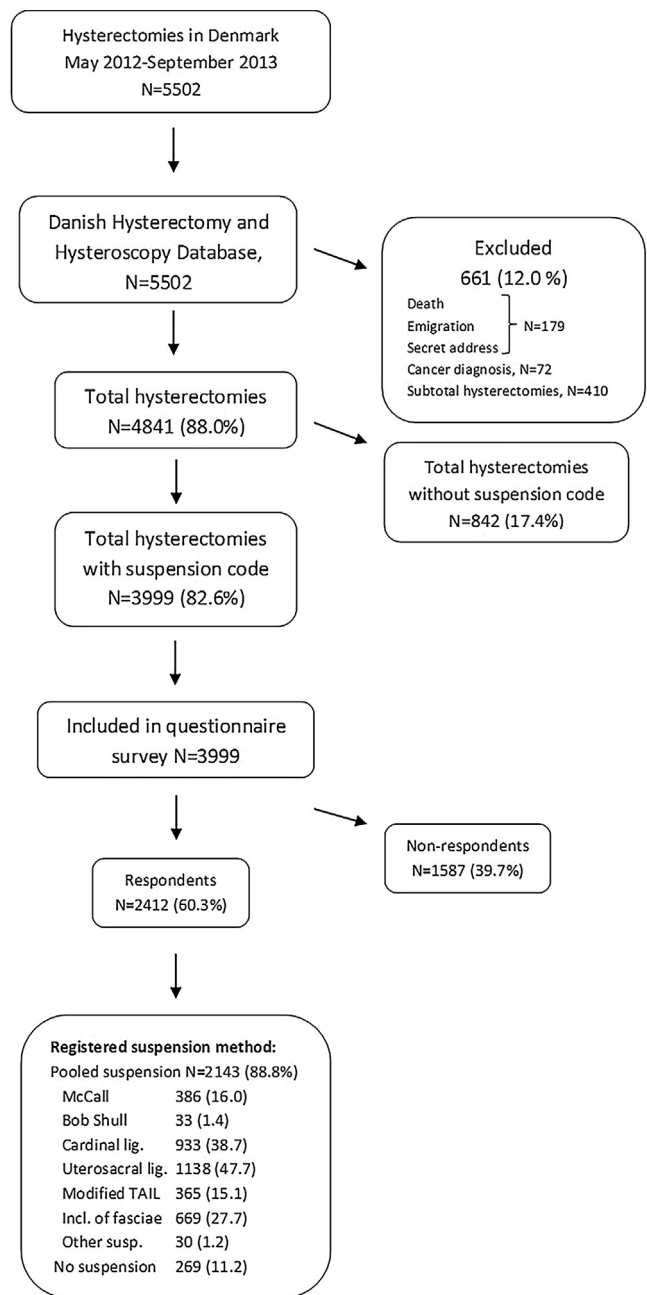 Hysterectomies in Denmark
May 2012-September 2013
N=5502
Danish Hysterectomy and
Hysteroscopy Database,
N=5502
Excluded
661 (12.0 %)
Death
Emigration
N=179
Secret address
Cancer diagnosis, N=72
Subtotal hysterectomies, N=410
Total hysterectomies
N=4841 (88.0%)
Total hysterectomies
without suspension code
N=842 (17.4%)
Total hysterectomies
with suspension code
N=3999 (82.6%)
Included in questionnaire
survey N=3999
Non-respondents
N=1587 (39.7%)
Respondents
N=2412 (60.3%)
Registered suspension method:
Pooled suspension N=2143 (88.8%)
McCall 386 (16.0)
Bob Shull 33 (1.4)
Cardinal lig. 933 (38.7)
Uterosacral lig. 1138 (47.7)
Modified TAIL 365 (15.1)
Incl. of fasciae 669 (27.7)
Other susp. 30 (1.2)
No suspension 269 (11.2)